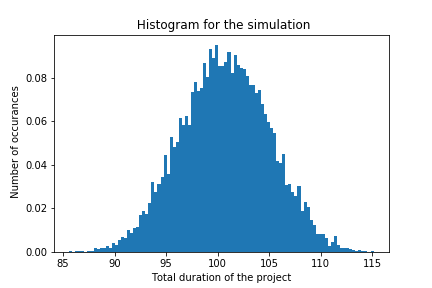 Histogram for the simulation
Number of occurances
0.08
0.06
0.04
0.02
0.00
85 90 95 100 105 110 115
Total duration of the project